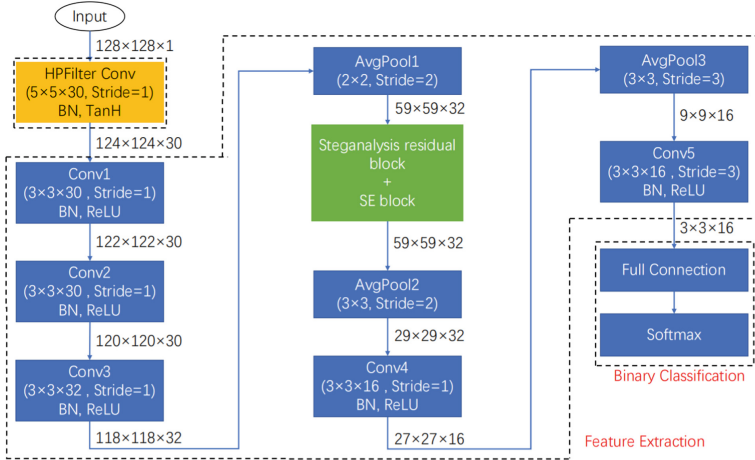 Input
128×128×1
HPFilter Conv
(5×5×30, Stride=1)
BN, TanH
124×124×30
Conv1
(3×3×30 , Stride=1)
BN, ReLU
122×122×30
Conv2
(3×3×30 , Stride=1)
BN, ReLU
120×120×30
Conv3
(3×3×32 , Stride=1)
BN, ReLU
118×118×32
AvgPool1
(2×2, Stride=2)
59×59×32
Steganalysis residual
block
+
SE block
59×59×32
AvgPool2
(3×3, Stride=2)
29×29×32
Conv4
(3×3×16 , Stride=1)
BN, ReLU
27×27×16
AvgPool3
(3×3, Stride=3)
9×9×16
Conv5
(3×3×16 , Stride=3)
BN, ReLU
3×3×16
Full Connection
Softmax
Binary Classification
Feature Extraction